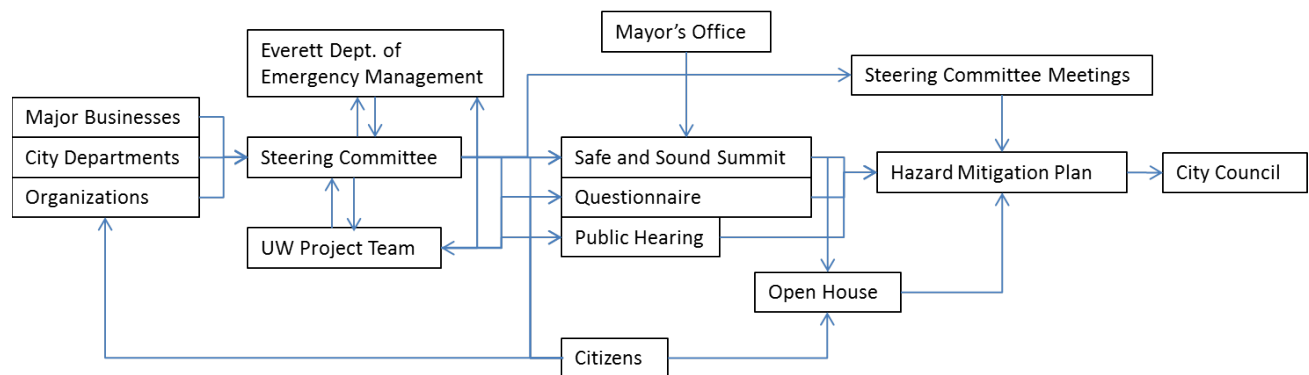 Mayor's Office
Everett Dept. of
Emergency Management
Steering Committee Meetings
Major Businesses
City Departments
Organizations
Steering Committee
UW Project Team
Safe and Sound Summit
Questionnaire
Public Hearing
Hazard Mitigation Plan
City Council
Open House
Citizens